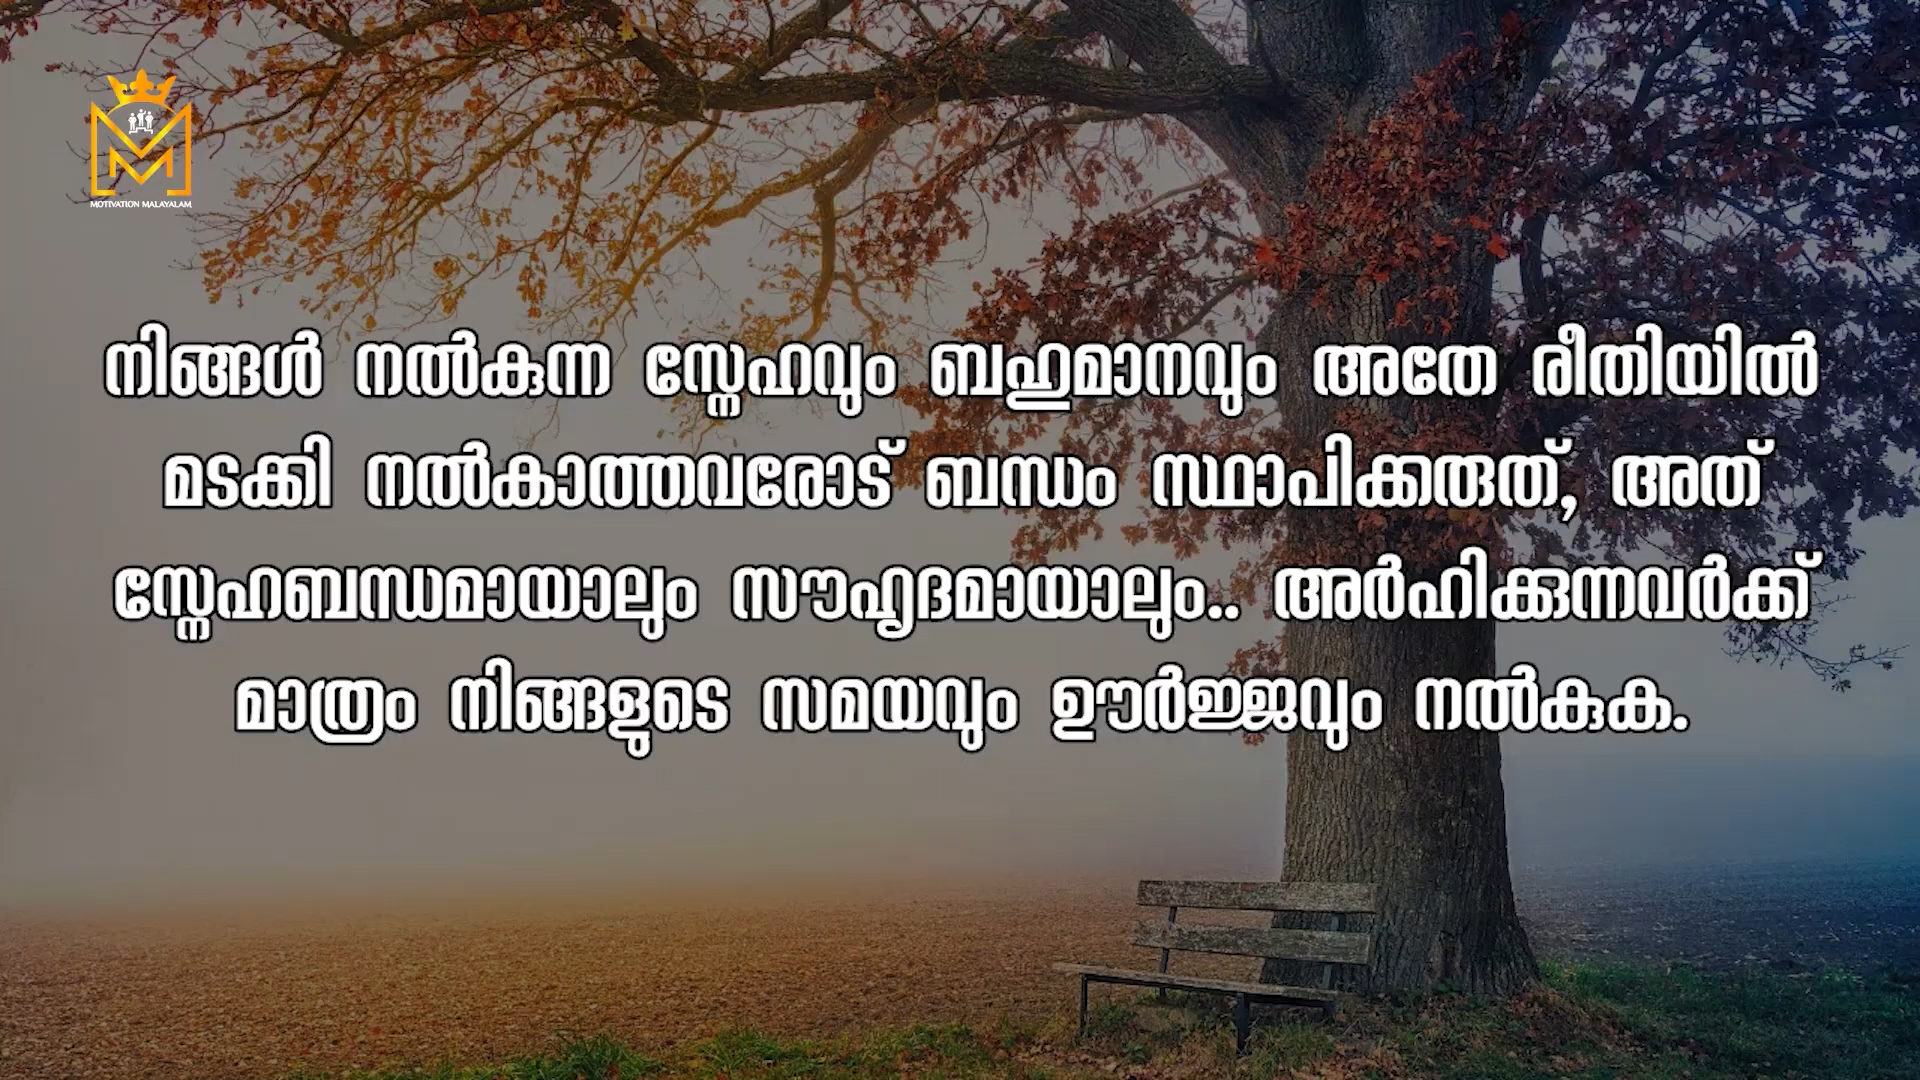 MOTIVATION MALAYALAM
നിങ്ങൾ നൽകുന്ന സ്നേഹവും ബഹുമാനവും അതേ രീതിയിൽ
മടക്കി നൽകാത്തവരോട് ബന്ധം സ്ഥാപിക്കരുത്, അത്
സ്നേഹബന്ധമായാലും സൗഹൃദമായാലും.. അർഹിക്കുന്നവർക്ക്
മാത്രം നിങ്ങളുടെ സമയവും ഊർജ്ജവും നൽകുക.